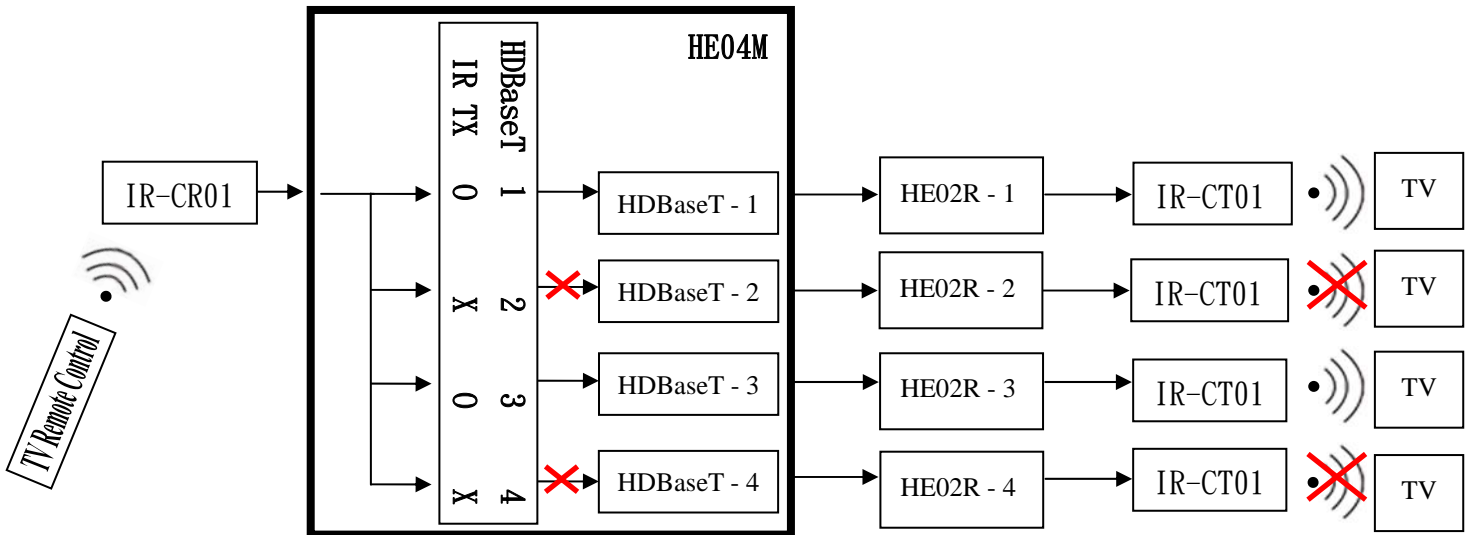 HE04M
HDBaseT 1 2 3 4
IR TX O X O X
TV Remote Control
IR-CR01
HDBaseT - 1
HE02R - 1
IR-CT01
TV
HDBaseT - 2
HE02R - 2
IR-CT01
TV
HDBaseT - 3
HE02R - 3
IR-CT01
TV
HDBaseT - 4
HE02R - 4
IR-CT01
TV